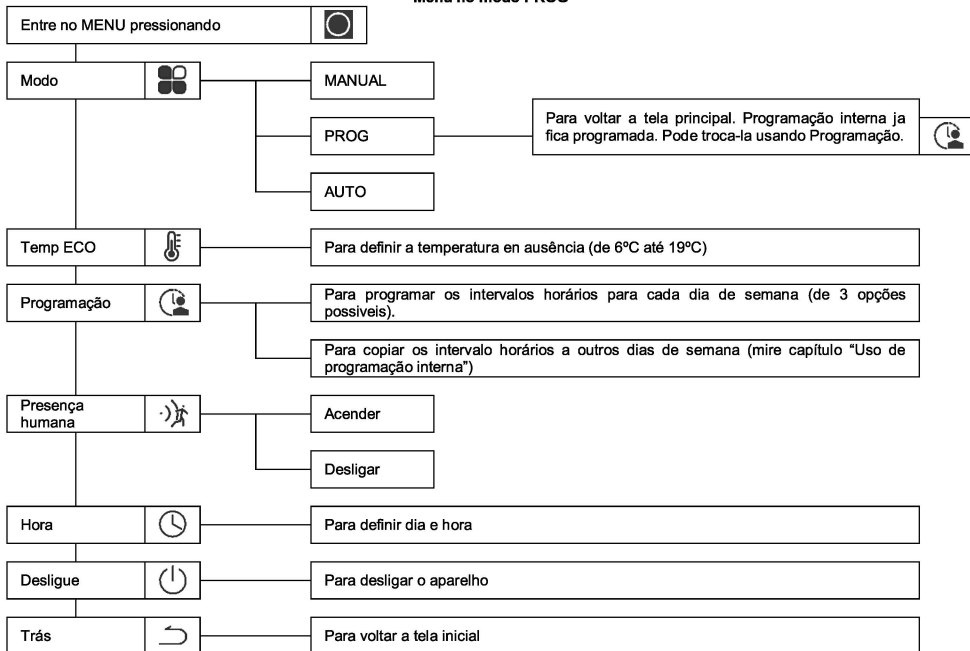 Menu no modo PROG
Entre no MENU pressionando
Modo
MANUAL
PROG
Para voltar a tela principal. Programação interna ja
fica programada. Pode troca-la usando Programação.
AUTO
Temp ECO
Para definir a temperatura en ausência (de 6ºC até 19ºC)
Programação
Para programar os intervalos horários para cada dia de semana (de 3 opções
possiveis).
Para copiar os intervalo horários a outros dias de semana (mire capítulo “Uso de
programação interna”)
Presença
humana
Acender
Desligar
Hora
Para definir dia e hora
Desligue
Para desligar o aparelho
Trás
Para voltar a tela inicial